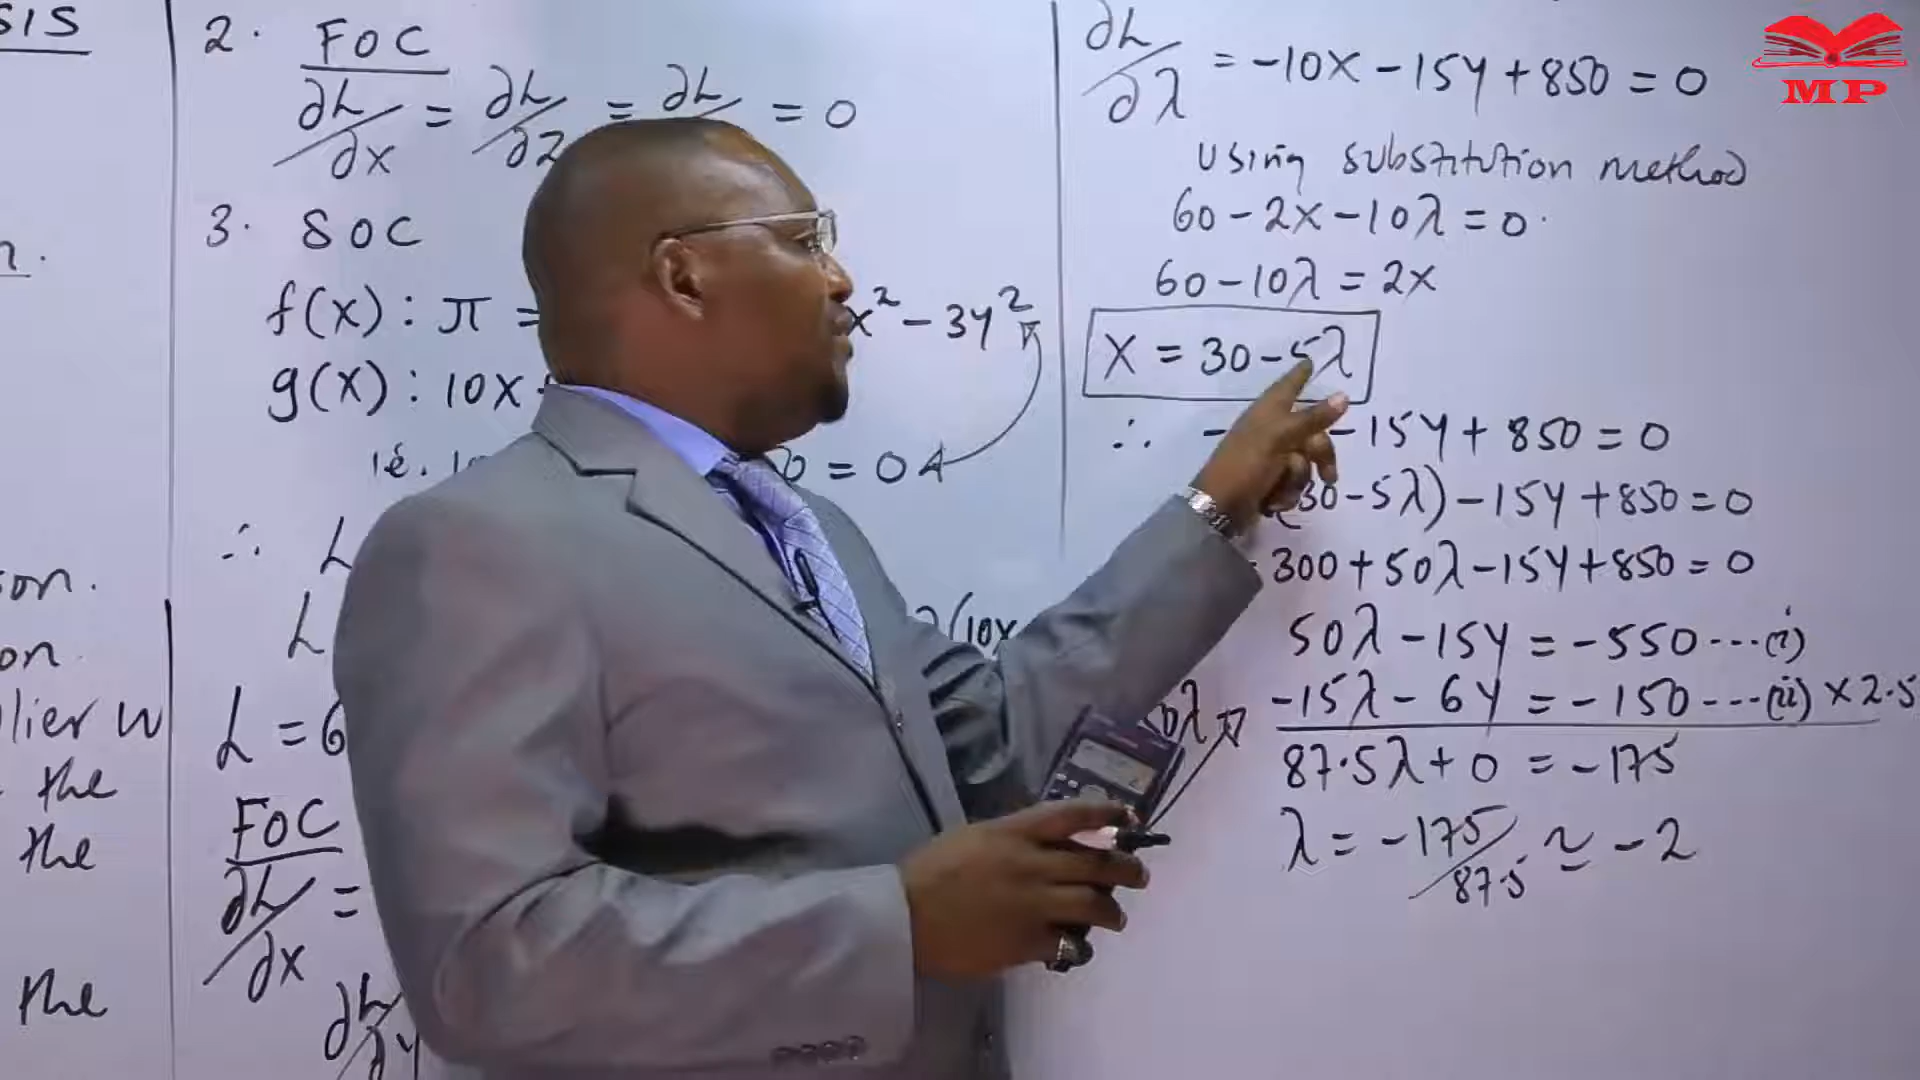 SIS
son.
on
lier w
the
the
the
2. FOC
∂L/∂x = ∂L/∂Z = ∂L = 0
3. SOC
f(x) : π = x² - 3y²
g(x) : 10x
ie. 0 = 0
∴ L
L (10x
L = 6 λ
FOC
∂L/∂x =
∂L/∂y
∂L/∂λ = -10x - 15y + 850 = 0
Using substitution method
60 - 2x - 10λ = 0
60 - 10λ = 2x
x = 30 - 5λ
∴ - - 15y + 850 = 0
(30 - 5λ) - 15y + 850 = 0
300 + 50λ - 15y + 850 = 0
50λ - 15y = -550 ---(i)
-15λ - 6y = -150 ---(ii) × 2.5
87.5λ + 0 = -175
λ = -175/87.5 ≃ -2
MP